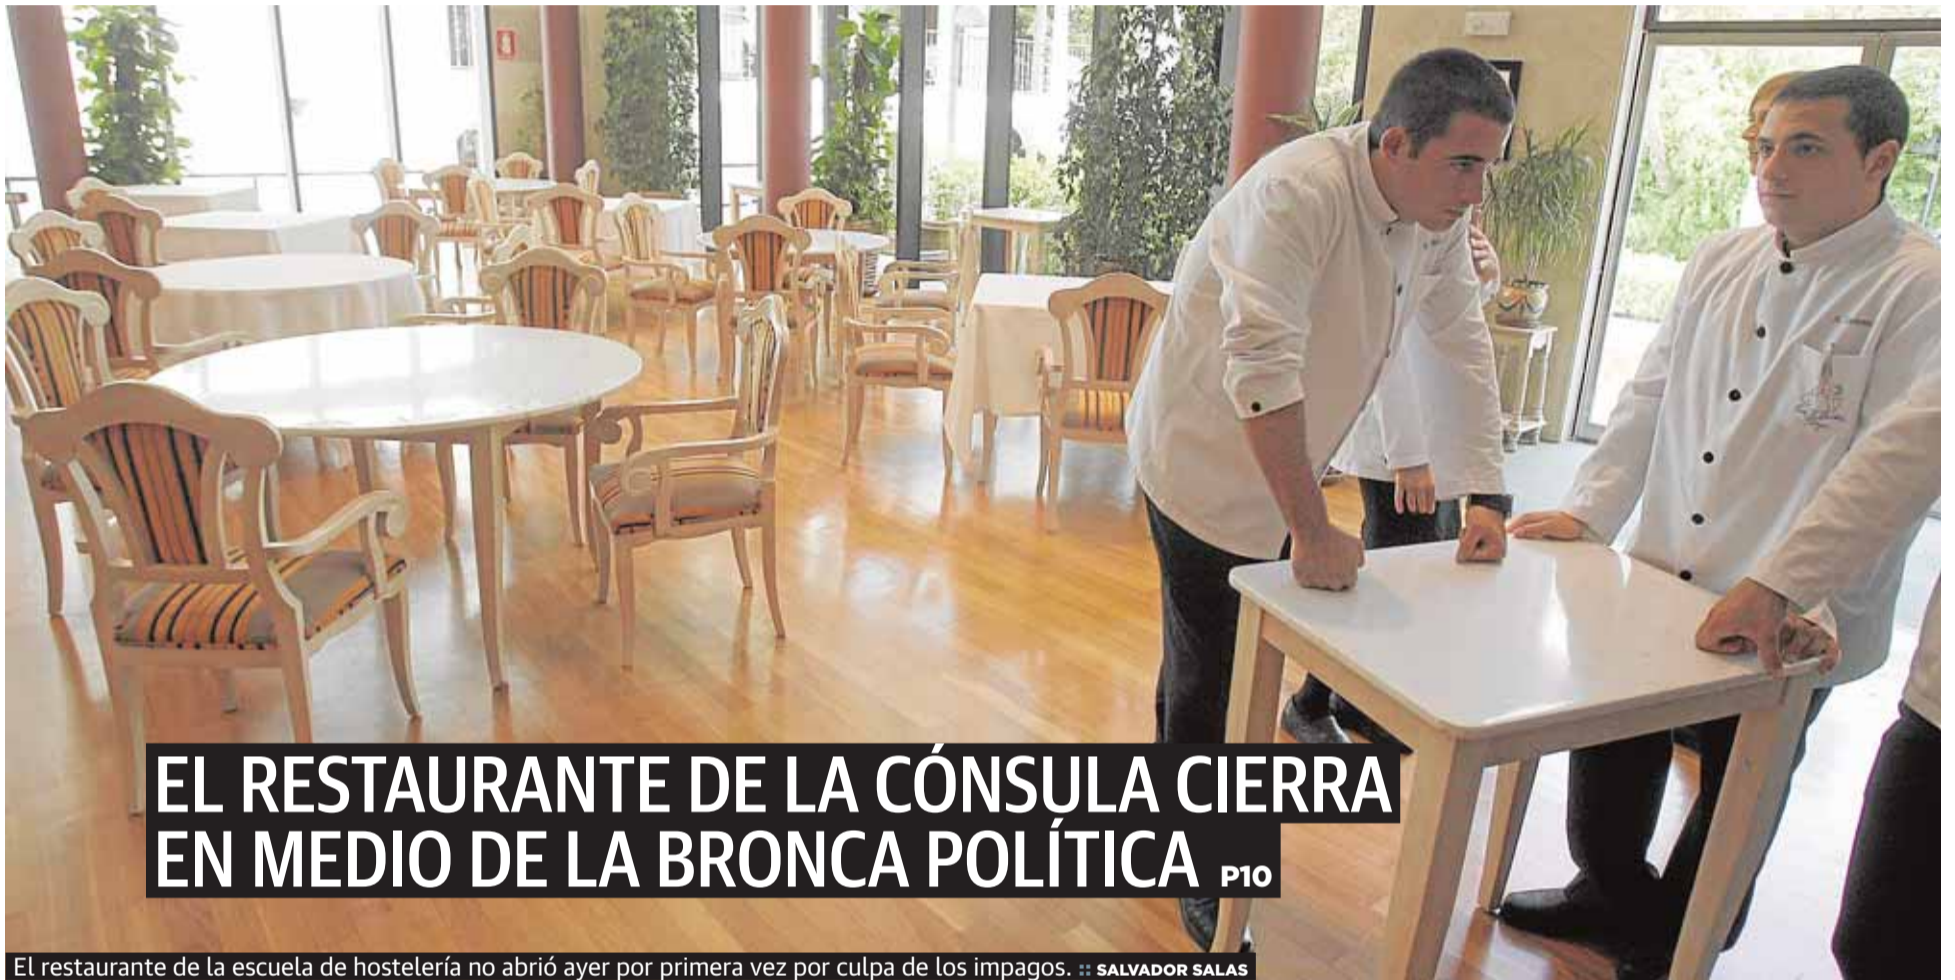 EL RESTAURANTE DE LA CÓNSULA CIERRA
EN MEDIO DE LA BRONCA POLÍTICA P10
El restaurante de la escuela de hostelería no abrió ayer por primera vez por culpa de los impagos. :: SALVADOR SALAS